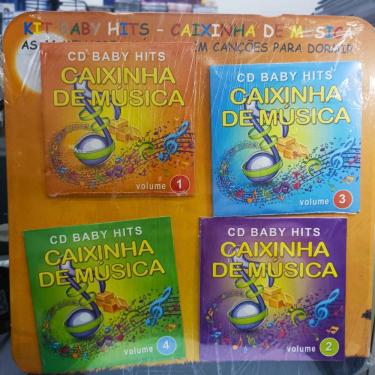 KIT BABY HITS - CAIXINHA DE MÚSICA
AS
EM CANÇÕES PARA DORMIR
CD BABY HITS
CAIXINHA
DE MÚSICA
volume 1
CD BABY HITS
CAIXINHA
DE MÚSICA
volume 3
CD BABY HITS
CAIXINHA
DE MÚSICA
volume 4
CD BABY HITS
CAIXINHA
DE MÚSICA
volume 2